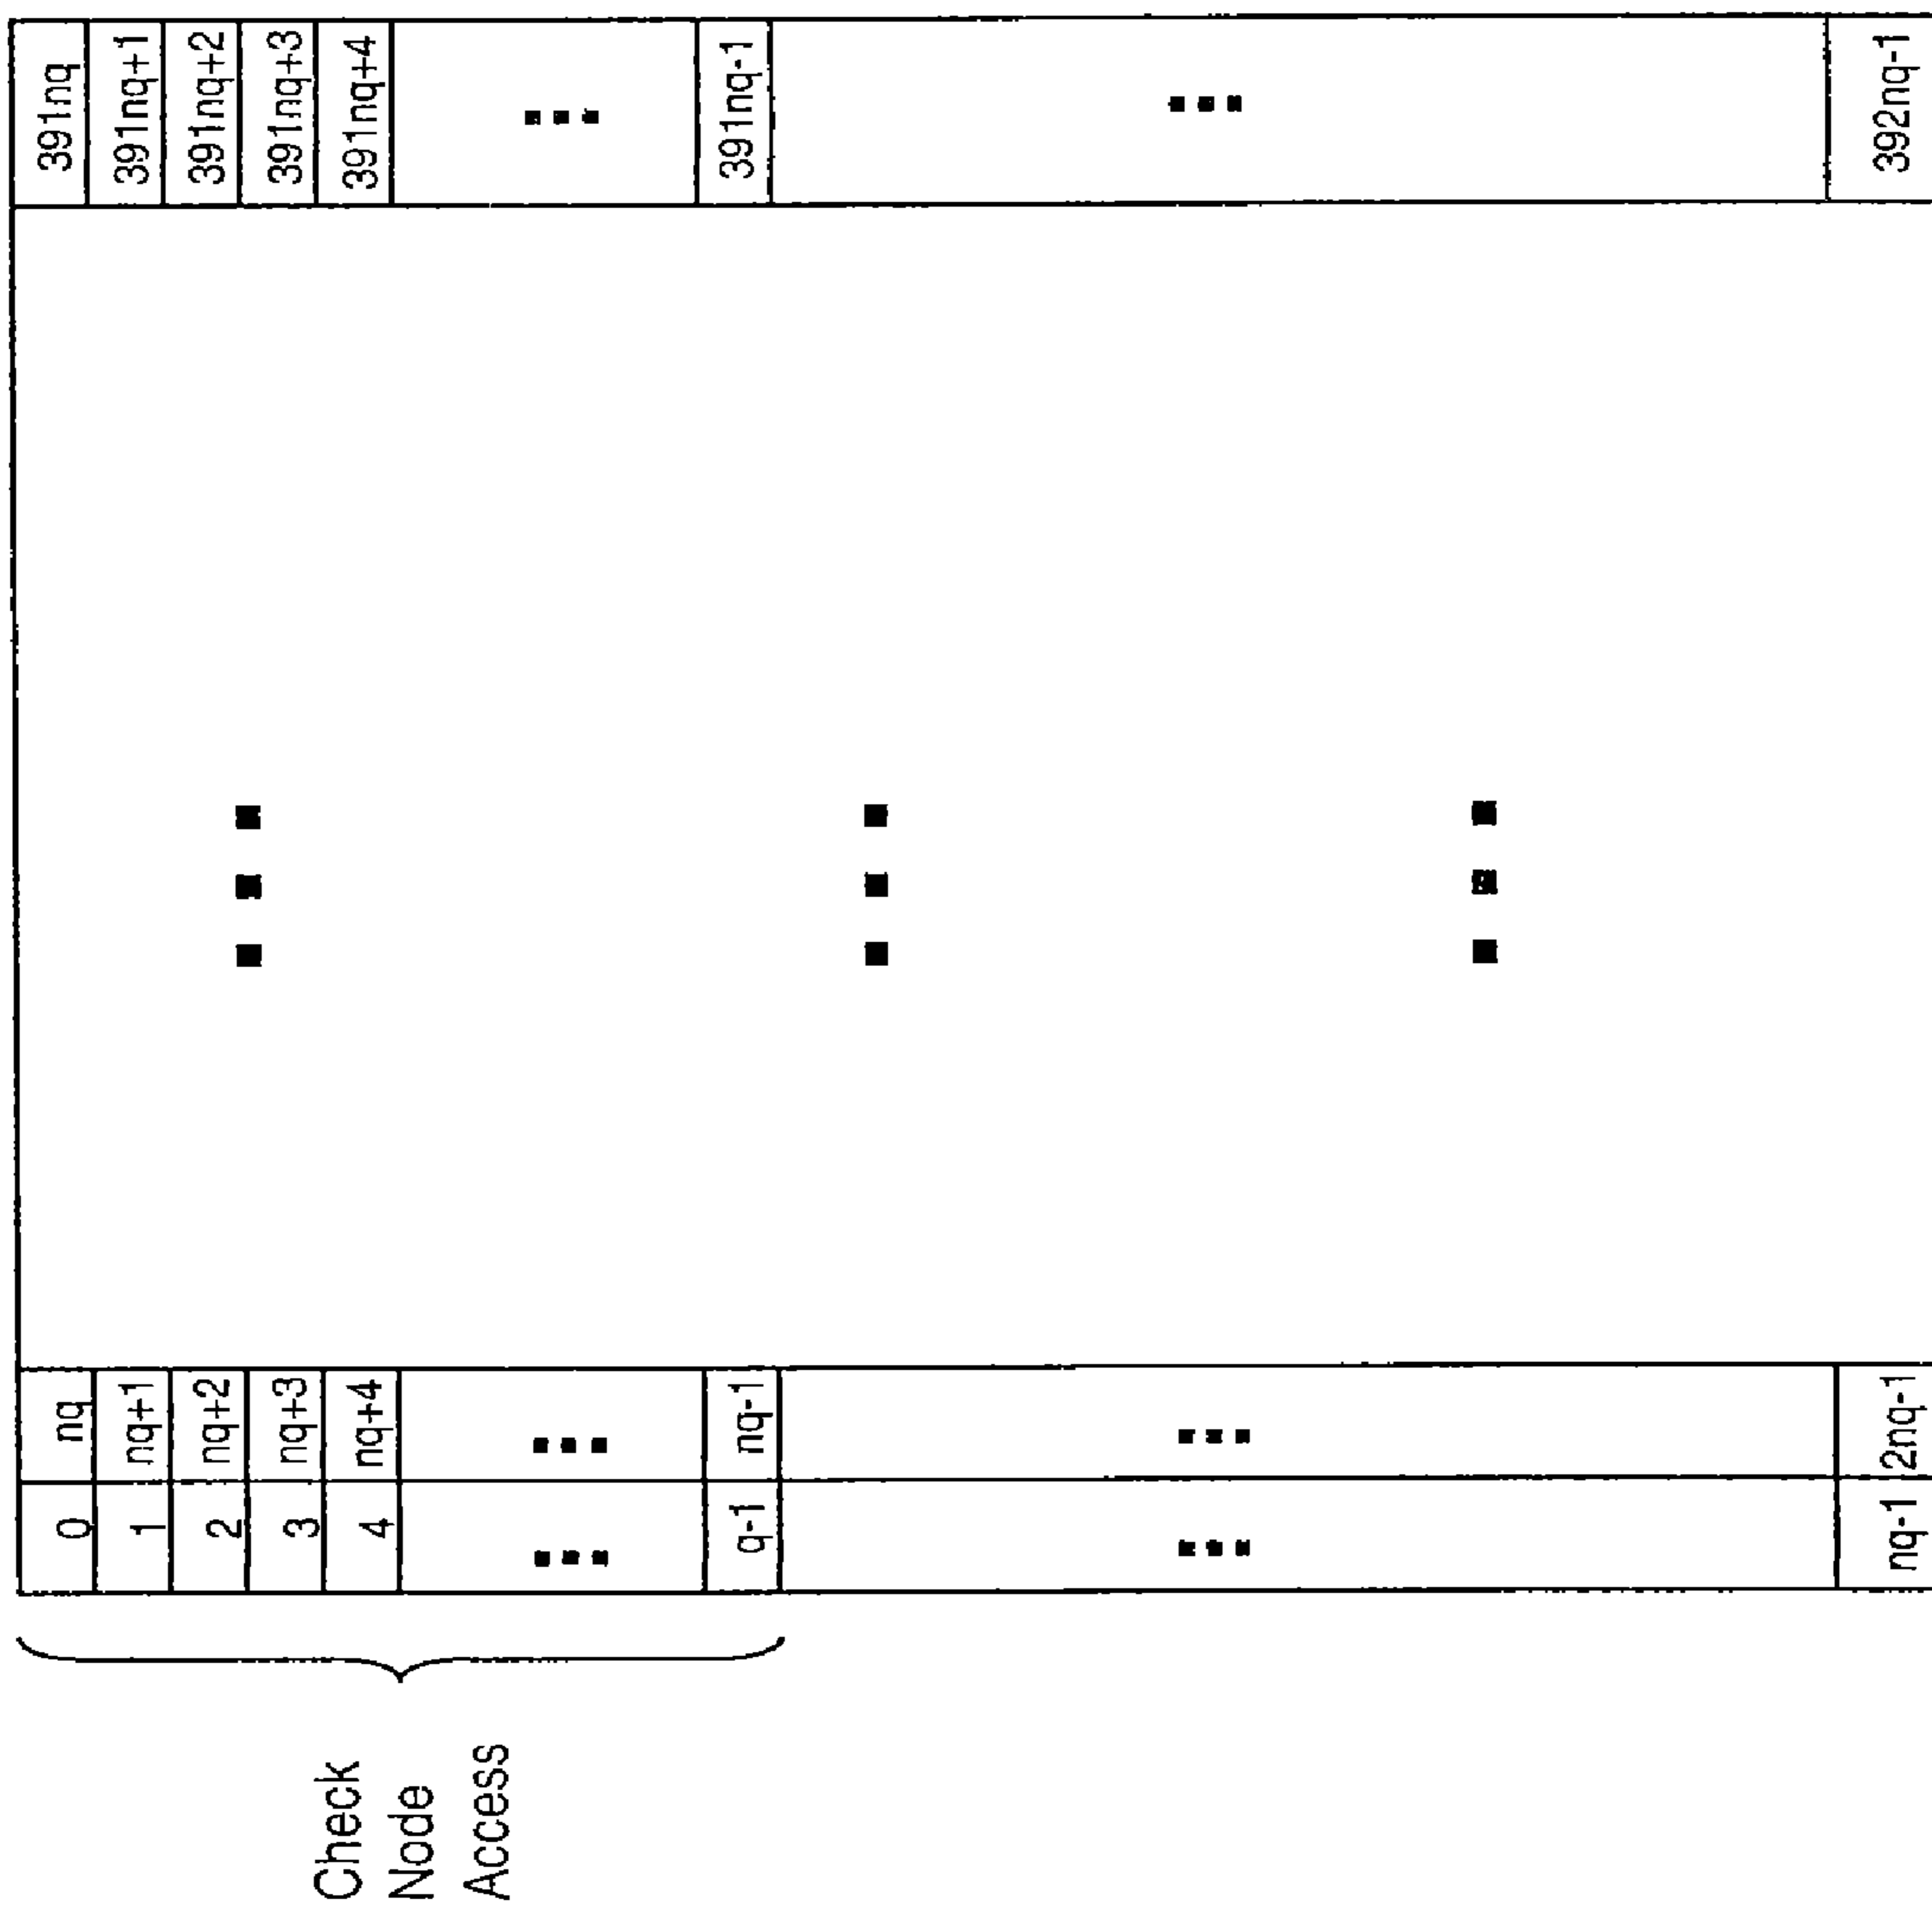 Check
Node
Access
0 nq 391nq
1 nq+1 391nq+1
2 nq+2 391nq+2
3 nq+3 391nq+3
4 nq+4 391nq+4
q-1 nq-1 391nq-1
nq-1 2nq-1 392nq-1